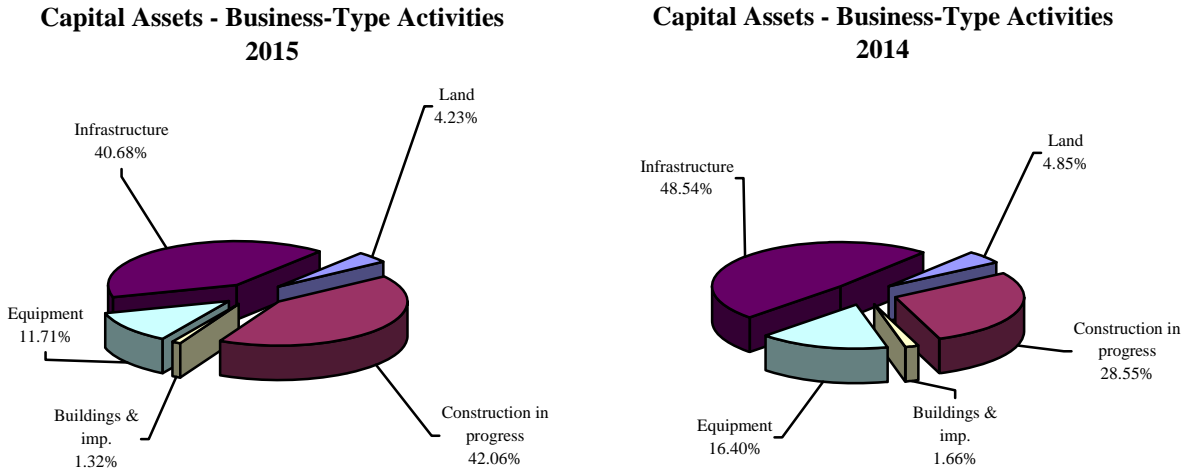 Capital Assets - Business-Type Activities
2015
Land
4.23%
Infrastructure
40.68%
Equipment
11.71%
Buildings &
imp.
1.32%
Construction in
progress
42.06%
Capital Assets - Business-Type Activities
2014
Land
4.85%
Infrastructure
48.54%
Construction in
progress
28.55%
Buildings &
imp.
1.66%
Equipment
16.40%